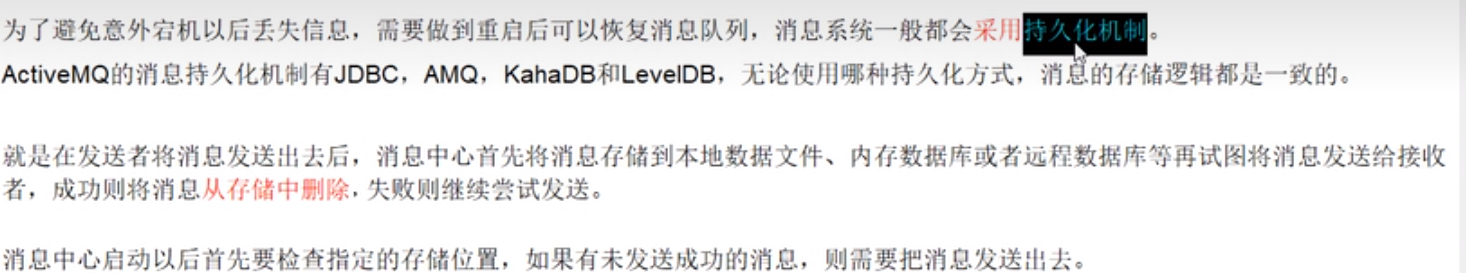 为了避免意外宕机以后丢失信息，需要做到重启后可以恢复消息队列，消息系统一般都会采用持久化机制。
ActiveMQ的消息持久化机制有JDBC，AMQ，KahaDB和LevelDB，无论使用哪种持久化方式，消息的存储逻辑都是一致的。
就是在发送者将消息发送出去后，消息中心首先将消息存储到本地数据文件、内存数据库或者远程数据库等再试图将消息发送给接收
者，成功则将消息从存储中删除，失败则继续尝试发送。
消息中心启动以后首先要检查指定的存储位置，如果有未发送成功的消息，则需要把消息发送出去。